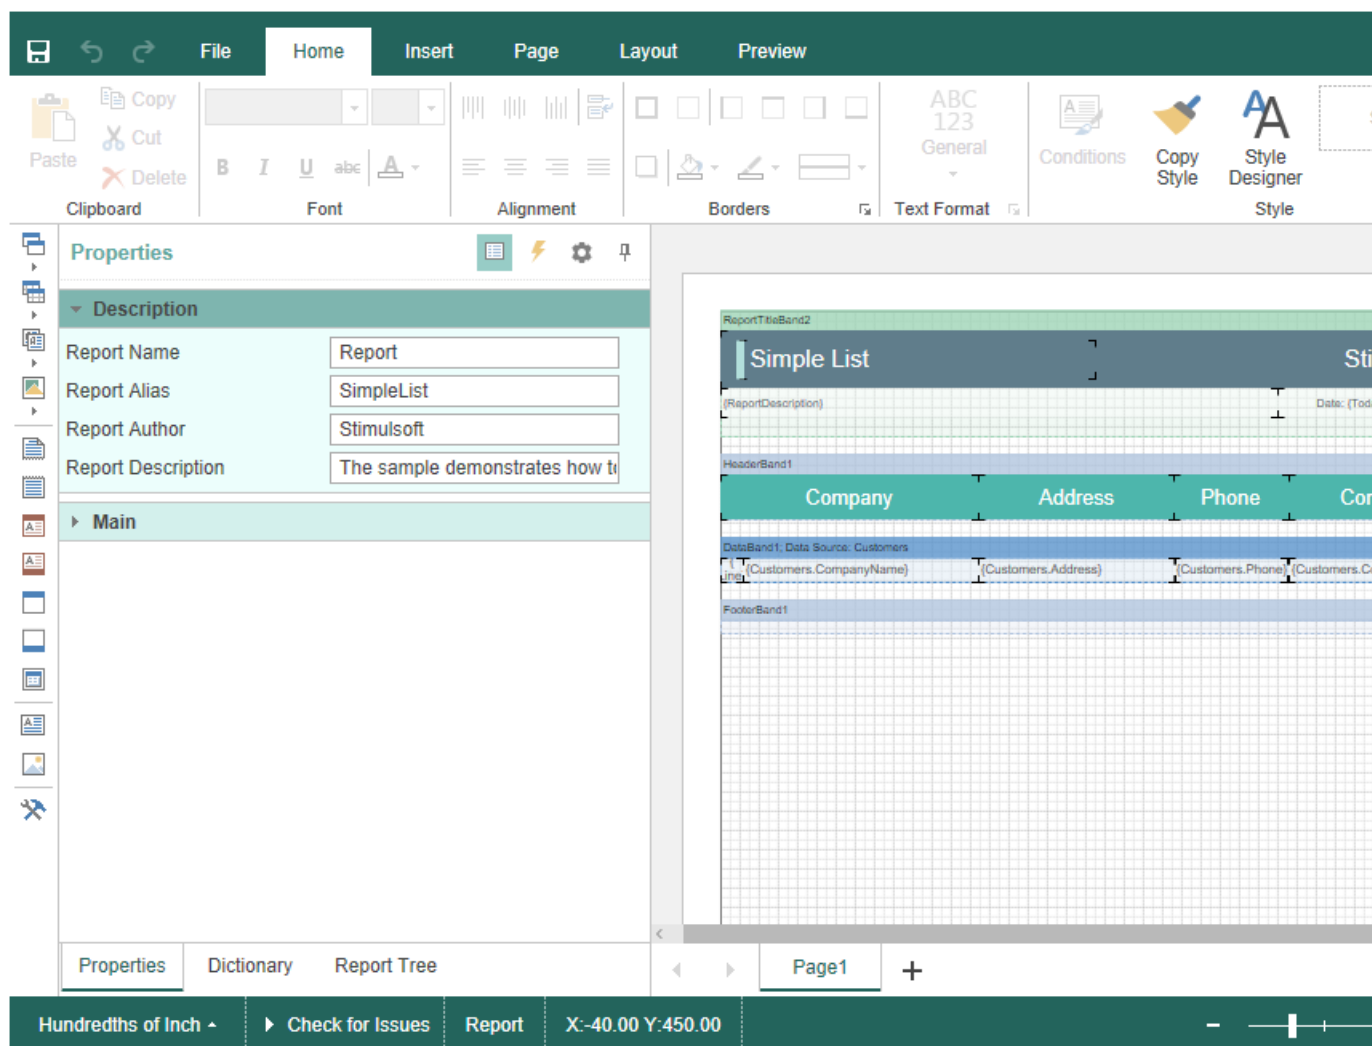 File Home Insert Page Layout Preview
Paste
Copy
Cut
Delete
Clipboard
B I U abc A
Font
Alignment
Borders
ABC
123
General
Text Format
Conditions
Copy
Style
Style
Designer
Style
Properties
Description
Report Name Report
Report Alias SimpleList
Report Author Stimulsoft
Report Description The sample demonstrates how
Main
ReportTitleBand2
Simple List
{ReportDescription} Date:
HeaderBand1
Company Address Phone
DataBand1; Data Source: Customers
{Customers.CompanyName} {Customers.Address} {Customers.Phone}
FooterBand1
Properties Dictionary Report Tree
Page1
Hundredths of Inch Check for Issues Report X:-40.00 Y:450.00